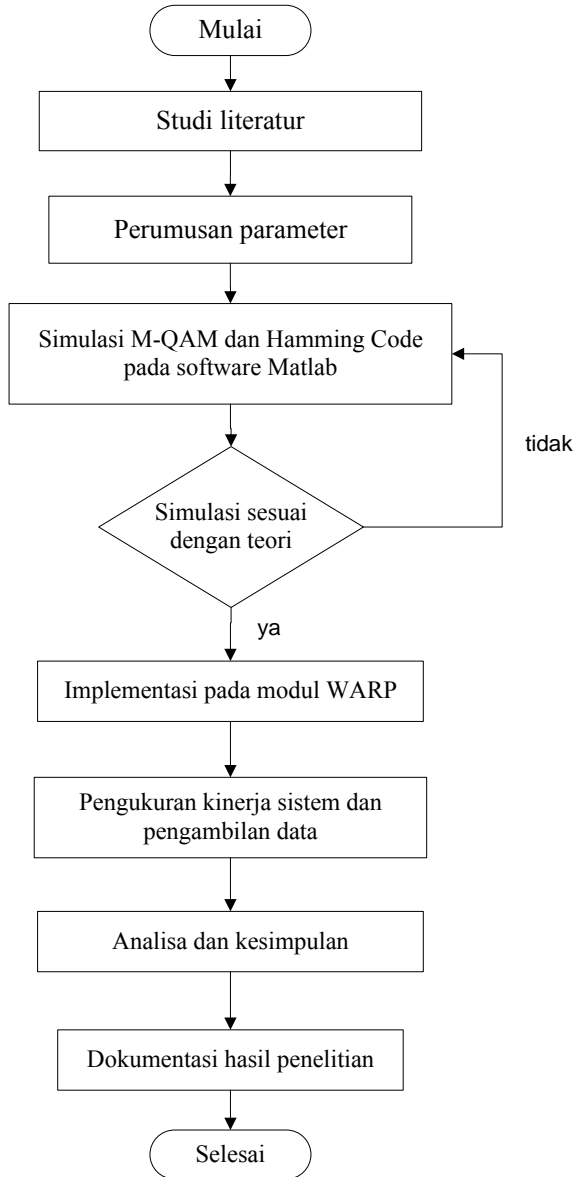 Mulai
Studi literatur
Perumusan parameter
Simulasi M-QAM dan Hamming Code
pada software Matlab
tidak
Simulasi sesuai
dengan teori
ya
Implementasi pada modul WARP
Pengukuran kinerja sistem dan
pengambilan data
Analisa dan kesimpulan
Dokumentasi hasil penelitian
Selesai